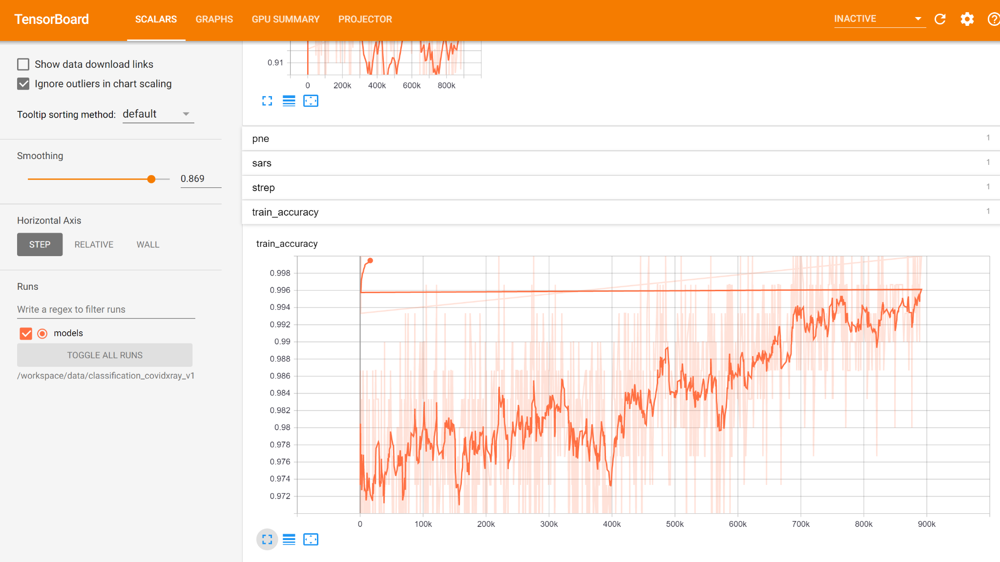 TensorBoard SCALARS GRAPHS GPU SUMMARY PROJECTOR INACTIVE
Show data download links
Ignore outliers in chart scaling
Tooltip sorting method: default
Smoothing
0.869
Horizontal Axis
STEP RELATIVE WALL
Runs
Write a regex to filter runs
models
TOGGLE ALL RUNS
/workspace/data/classification_covidxray_v1
0.91
0 200k 400k 600k 800k
pne 1
sars 1
strep 1
train_accuracy 1
train_accuracy
0.998
0.996
0.994
0.992
0.99
0.988
0.986
0.984
0.982
0.98
0.978
0.976
0.974
0.972
0 100k 200k 300k 400k 500k 600k 700k 800k 900k